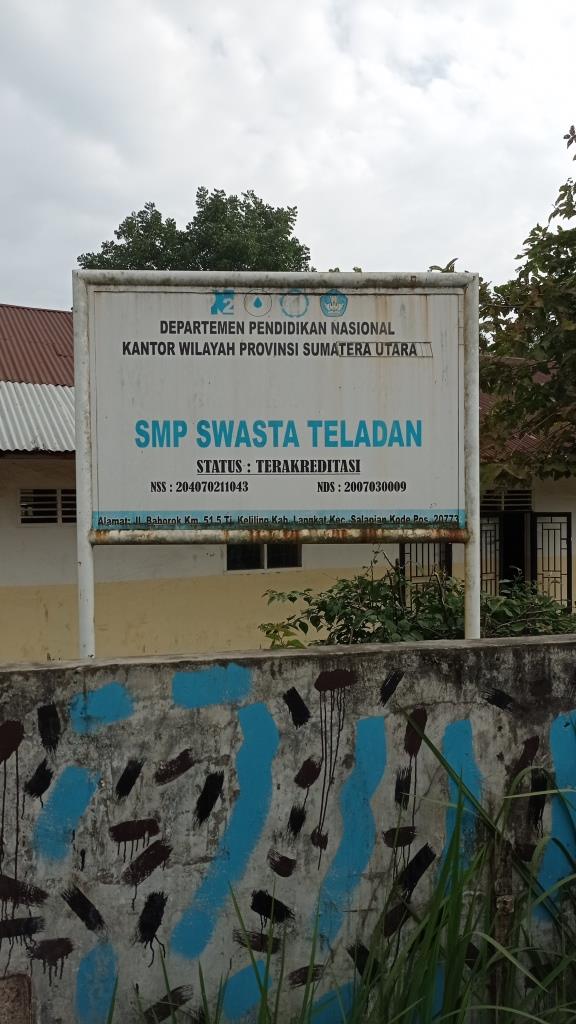 DEPARTEMEN PENDIDIKAN NASIONAL
KANTOR WILAYAH PROVINSI SUMATERA UTARA
SMP SWASTA TELADAN
STATUS : TERAKREDITASI
NSS : 204070211043 NDS : 2007030009
Alamat: Jl. Bahorok Km. 51,5 Tj. Keliling Kab. Langkat Kec. Salapian Kode Pos. 20773